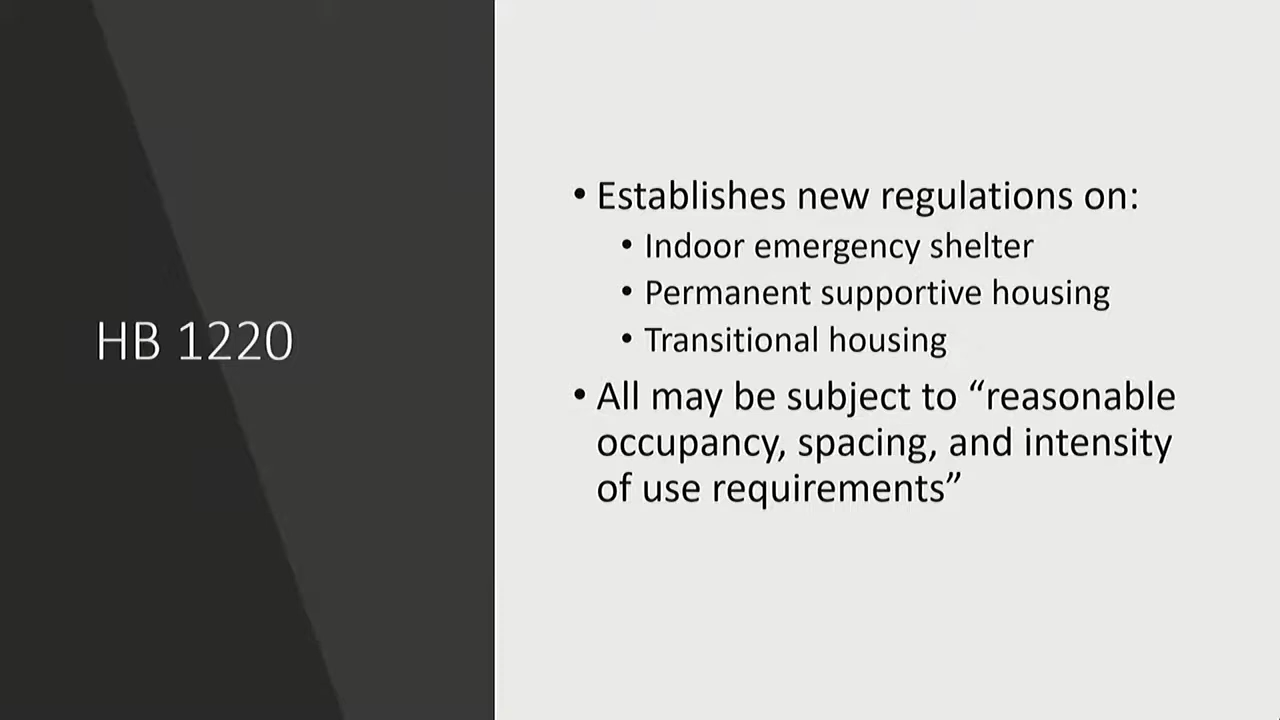 HB 1220
• Establishes new regulations on:
• Indoor emergency shelter
• Permanent supportive housing
• Transitional housing
• All may be subject to “reasonable
occupancy, spacing, and intensity
of use requirements”